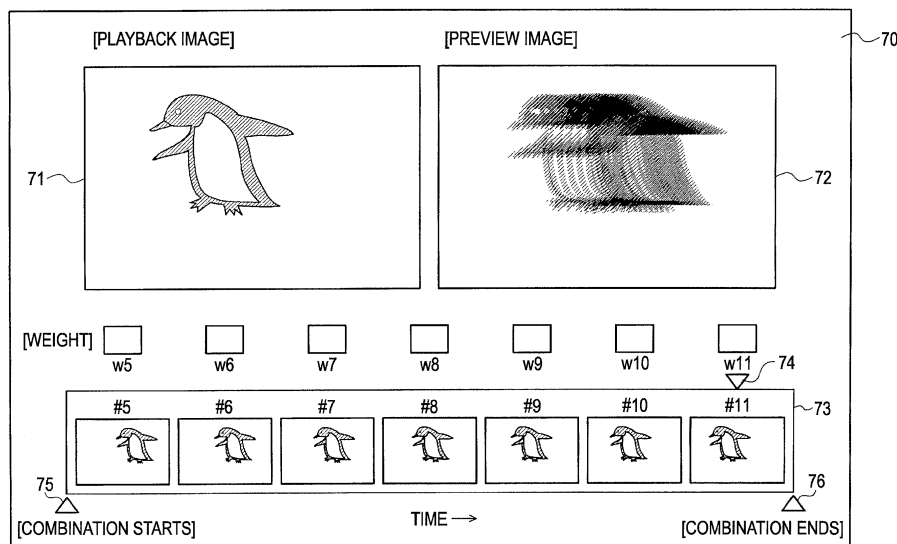 [PLAYBACK IMAGE] [PREVIEW IMAGE] 70
71 72
[WEIGHT]
w5 w6 w7 w8 w9 w10 w11 74
#5 #6 #7 #8 #9 #10 #11 73
75 76
[COMBINATION STARTS] TIME → [COMBINATION ENDS]